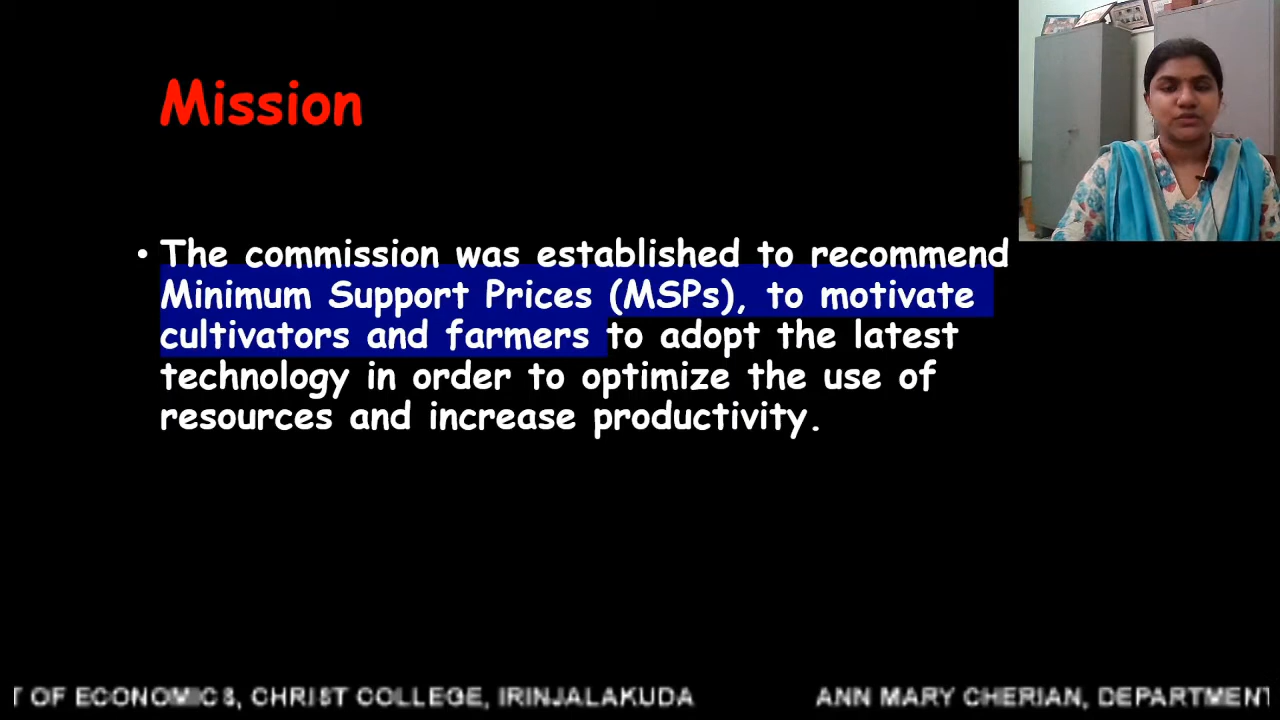 Mission
• The commission was established to recommend
Minimum Support Prices (MSPs), to motivate
cultivators and farmers to adopt the latest
technology in order to optimize the use of
resources and increase productivity.
T OF ECONOMICS, CHRIST COLLEGE, IRINJALAKUDA ANN MARY CHERIAN, DEPARTMENT